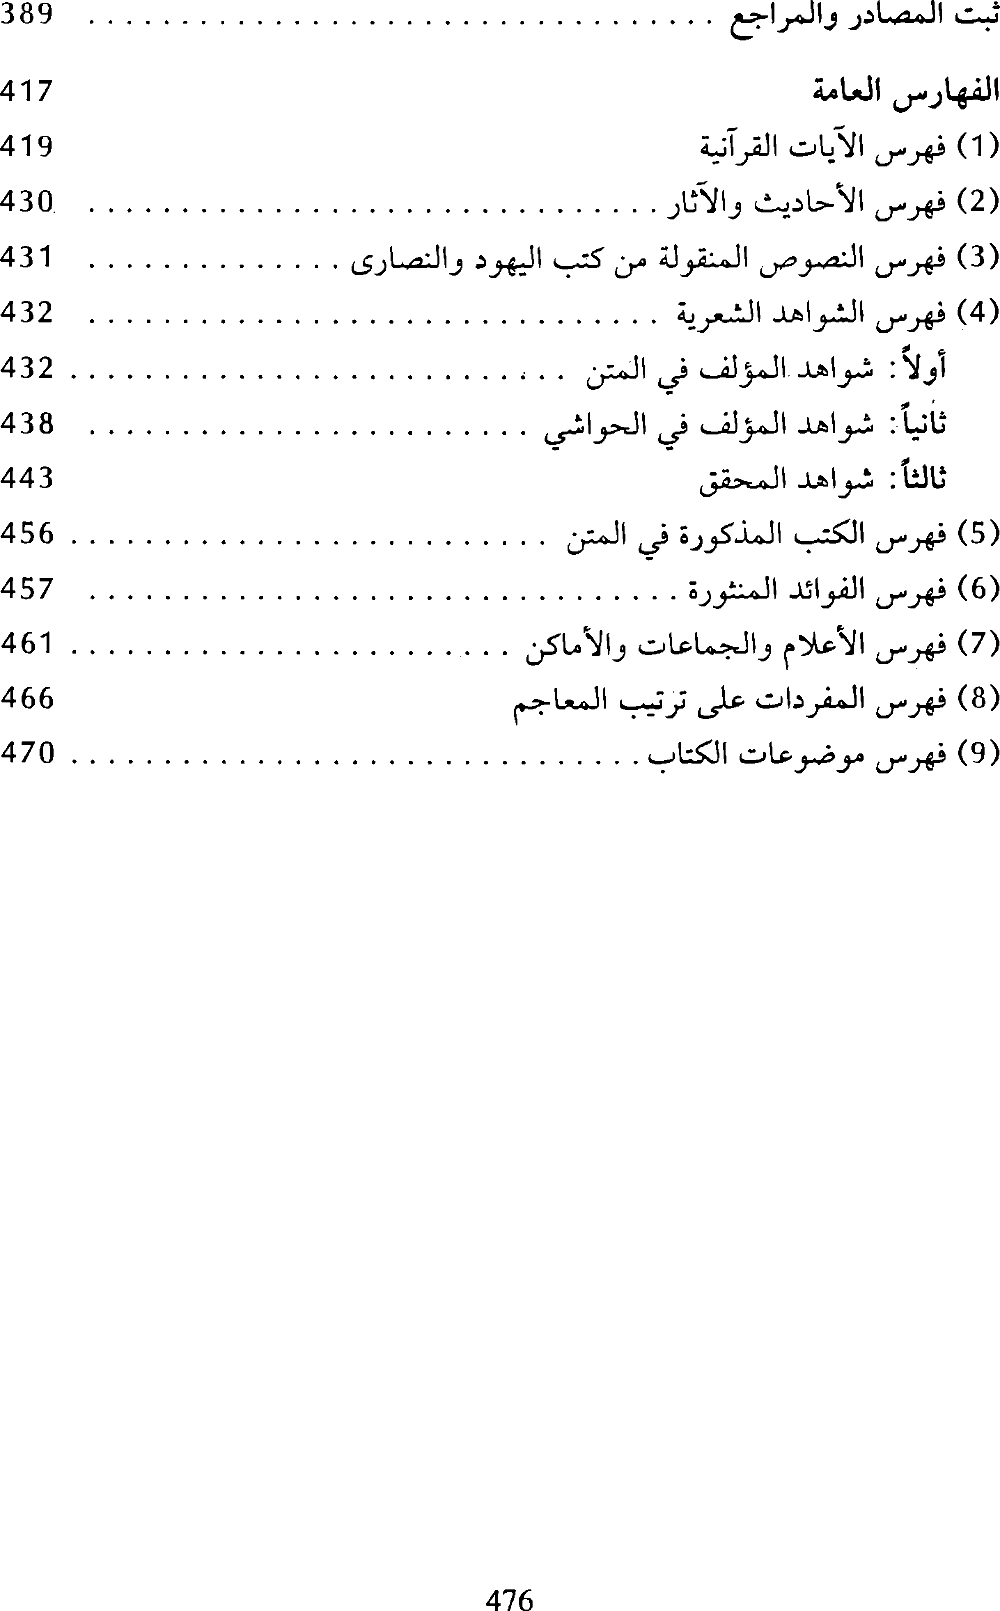 ثبت المصادر والمراجع . . . . . . . . . . . . . . . . . . . . . . . . . . . . . . . . . . 389
الفهارس العامة 417
(1) فهرس الآيات القرآنية 419
(2) فهرس الأحاديث والآثار . . . . . . . . . . . . . . . . . . . . . . . . . . . . . . . 430
(3) فهرس النصوص المنقولة من كتب اليهود والنصارى . . . . . . . . . . . . . . 431
(4) فهرس الشواهد الشعرية . . . . . . . . . . . . . . . . . . . . . . . . . . . . . . . 432
أولاً : شواهد المؤلف في المتن . . . . . . . . . . . . . . . . . . . . . . . . . . . 432
ثانياً : شواهد المؤلف في الحواشي . . . . . . . . . . . . . . . . . . . . . . . . 438
ثالثاً : شواهد المحقق 443
(5) فهرس الكتب المذكورة في المتن . . . . . . . . . . . . . . . . . . . . . . . . . . 456
(6) فهرس الفوائد المنثورة . . . . . . . . . . . . . . . . . . . . . . . . . . . . . . . . 457
(7) فهرس الأعلام والجماعات والأماكن . . . . . . . . . . . . . . . . . . . . . . . . 461
(8) فهرس المفردات على ترتيب المعاجم 466
(9) فهرس موضوعات الكتاب . . . . . . . . . . . . . . . . . . . . . . . . . . . . . . . 470
476